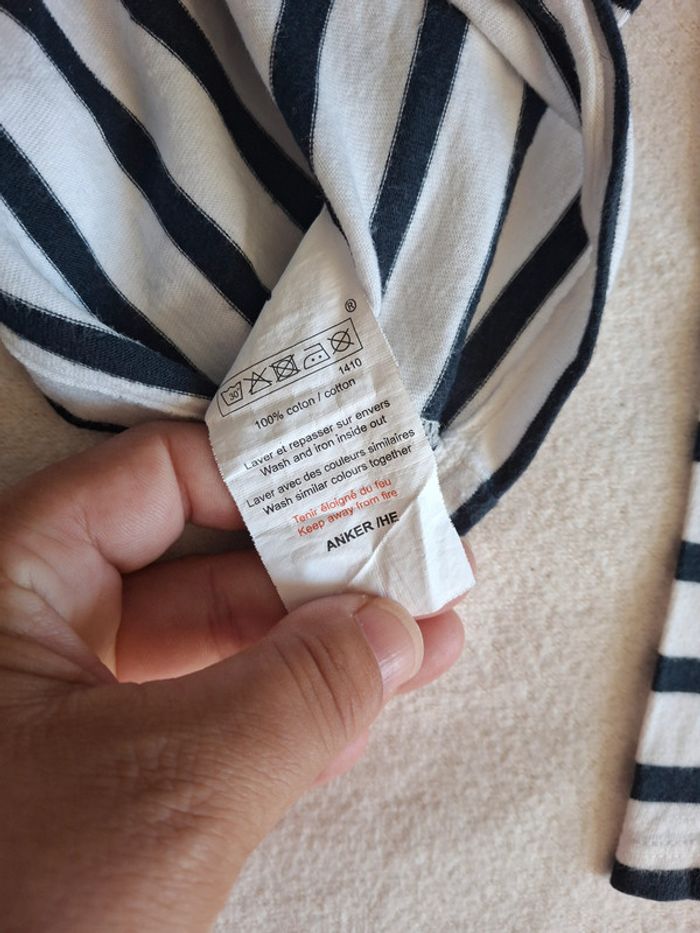 ®
30
1410
100% coton / cotton
Laver et repasser sur envers
Wash and iron inside out
Laver avec des couleurs similaires
Wash similar colours together
Tenir éloigné du feu
Keep away from fire
ANKER /HE